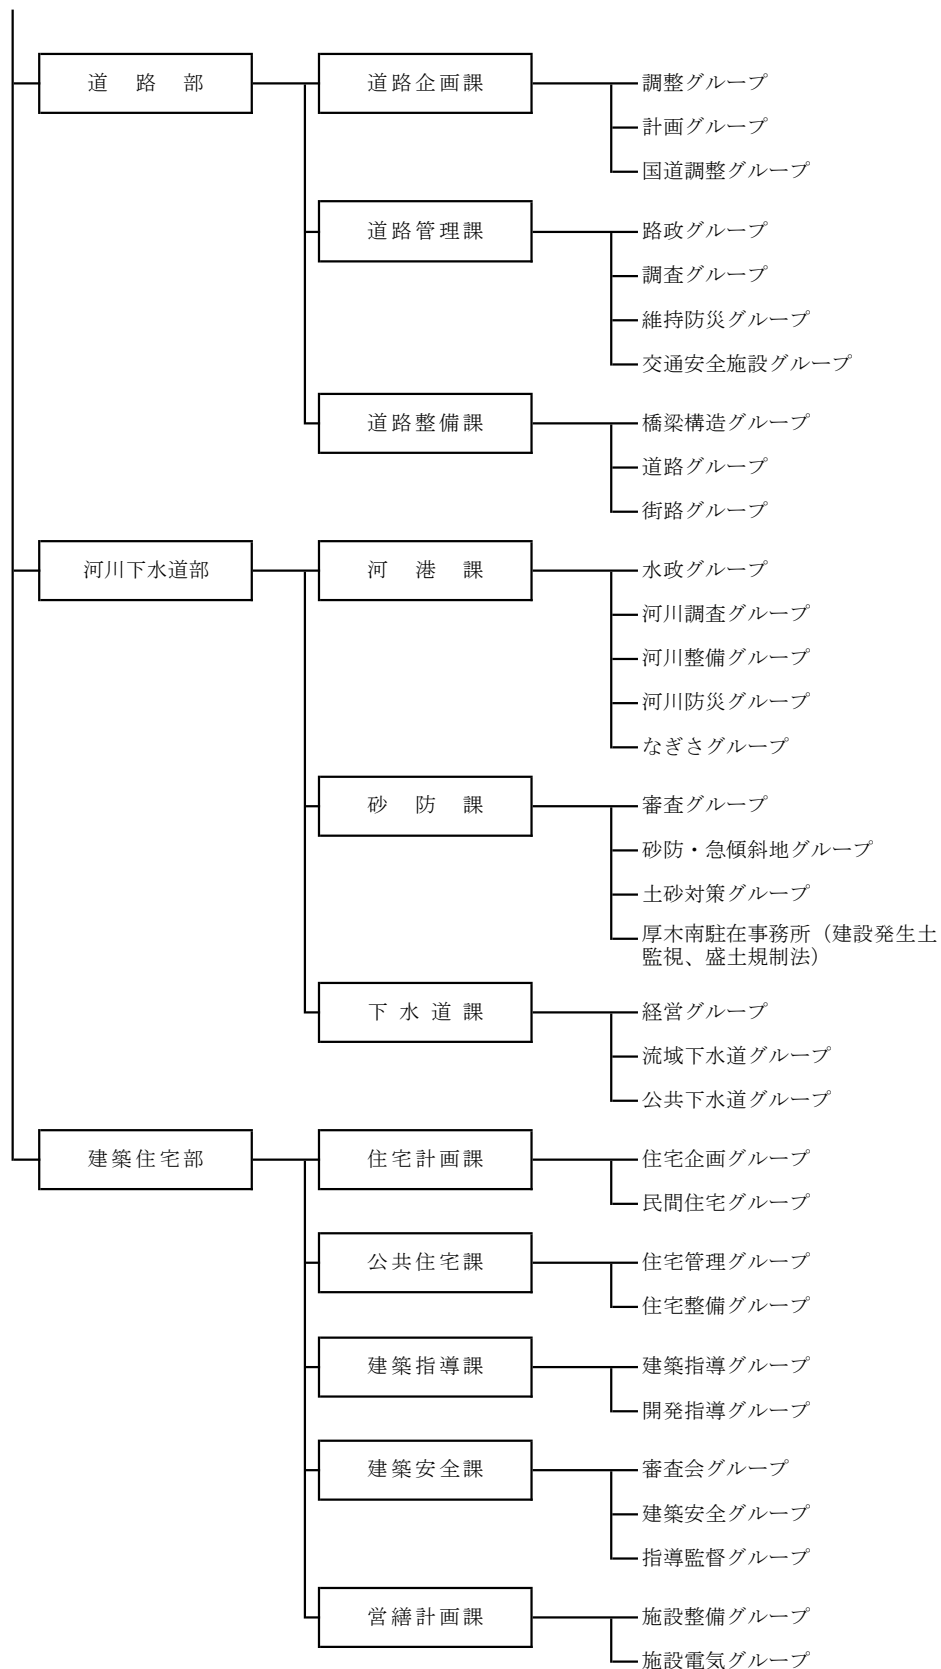 道路部
道路企画課
調整グループ
計画グループ
国道調整グループ
道路管理課
路政グループ
調査グループ
維持防災グループ
交通安全施設グループ
道路整備課
橋梁構造グループ
道路グループ
街路グループ
河川下水道部
河港課
水政グループ
河川調査グループ
河川整備グループ
河川防災グループ
なぎさグループ
砂防課
審査グループ
砂防・急傾斜地グループ
土砂対策グループ
厚木南駐在事務所（建設発生土
監視、盛土規制法）
下水道課
経営グループ
流域下水道グループ
公共下水道グループ
建築住宅部
住宅計画課
住宅企画グループ
民間住宅グループ
公共住宅課
住宅管理グループ
住宅整備グループ
建築指導課
建築指導グループ
開発指導グループ
建築安全課
審査会グループ
建築安全グループ
指導監督グループ
営繕計画課
施設整備グループ
施設電気グループ